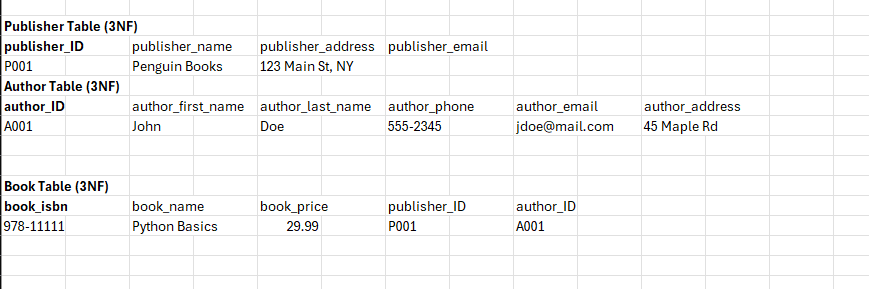 Publisher Table (3NF)
publisher_ID publisher_name publisher_address publisher_email
P001 Penguin Books 123 Main St, NY
Author Table (3NF)
author_ID author_first_name author_last_name author_phone author_email author_address
A001 John Doe 555-2345 jdoe@mail.com 45 Maple Rd
Book Table (3NF)
book_isbn book_name book_price publisher_ID author_ID
978-11111 Python Basics 29.99 P001 A001